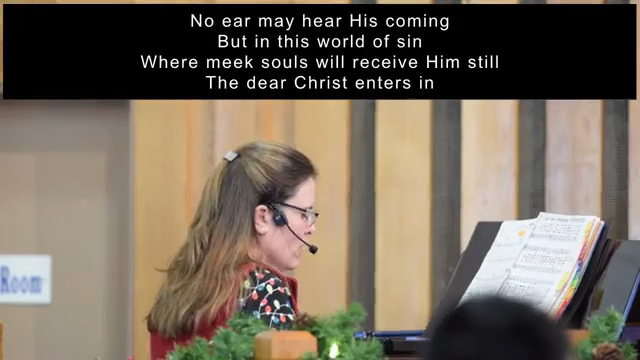 No ear may hear His coming
But in this world of sin
Where meek souls will receive Him still
The dear Christ enters in
Room